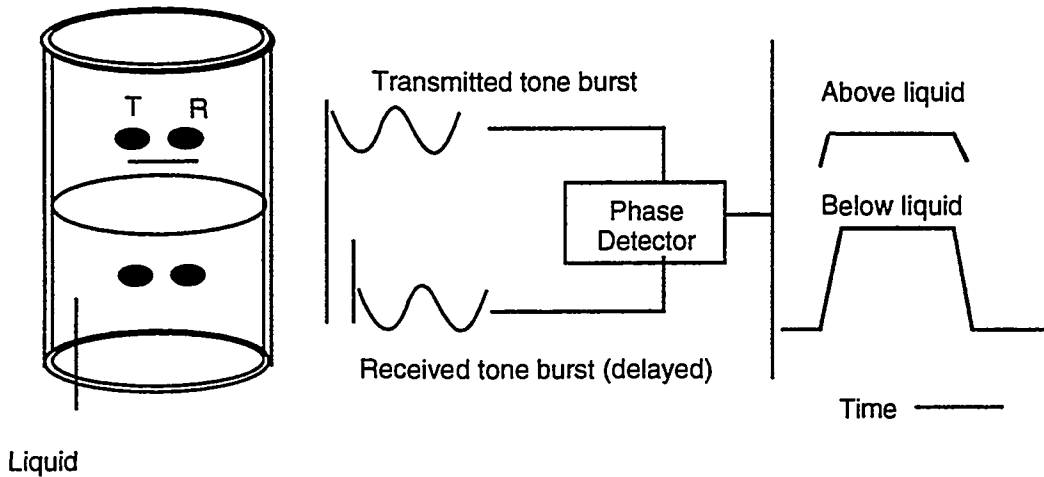 T R
Liquid
Transmitted tone burst
Phase
Detector
Received tone burst (delayed)
Above liquid
Below liquid
Time